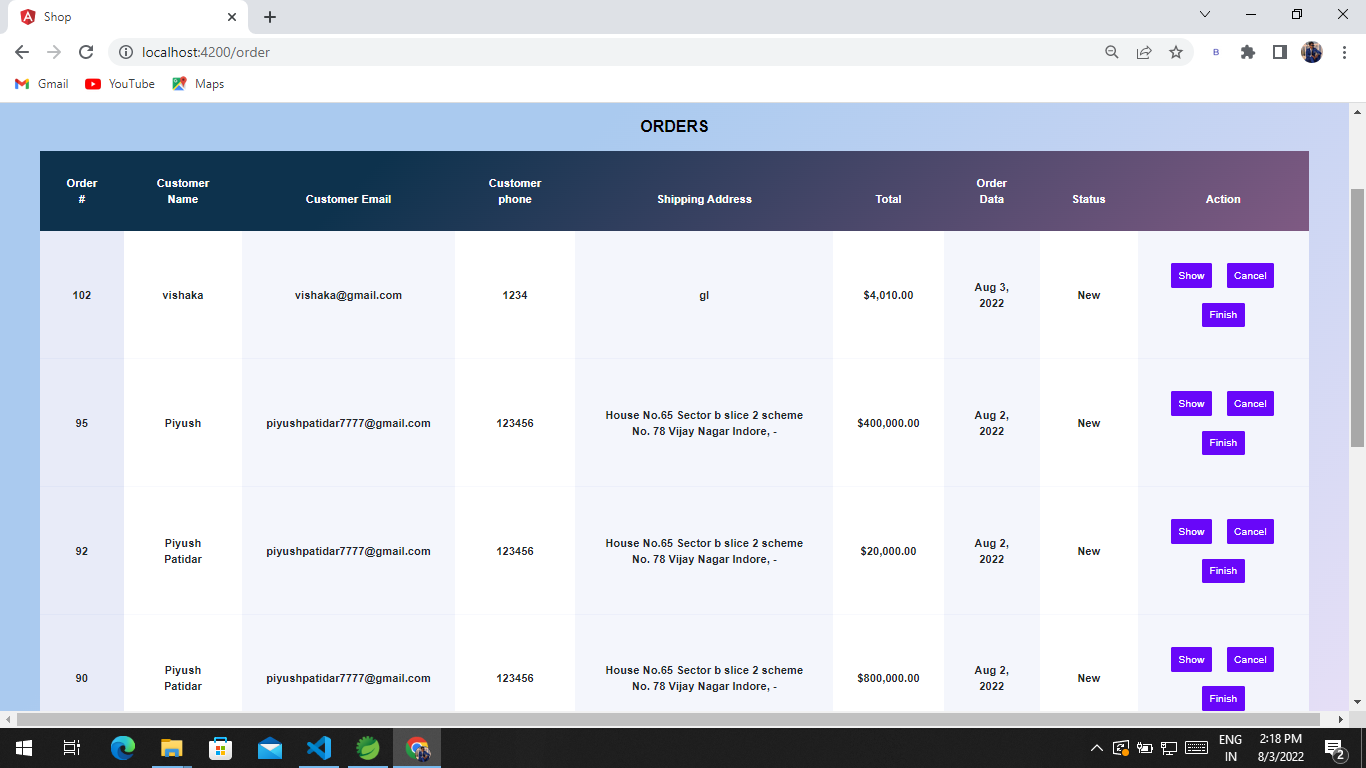 Shop
localhost:4200/order
B
Gmail
YouTube
Maps
ORDERS
Order
#
Customer
Name
Customer Email
Customer
phone
Shipping Address
Total
Order
Data
Status
Action
102
vishaka
vishaka@gmail.com
1234
gl
$4,010.00
Aug 3,
2022
New
Show
Cancel
Finish
95
Piyush
piyushpatidar7777@gmail.com
123456
House No.65 Sector b slice 2 scheme
No. 78 Vijay Nagar Indore, -
$400,000.00
Aug 2,
2022
New
Show
Cancel
Finish
92
Piyush
Patidar
piyushpatidar7777@gmail.com
123456
House No.65 Sector b slice 2 scheme
No. 78 Vijay Nagar Indore, -
$20,000.00
Aug 2,
2022
New
Show
Cancel
Finish
90
Piyush
Patidar
piyushpatidar7777@gmail.com
123456
House No.65 Sector b slice 2 scheme
No. 78 Vijay Nagar Indore, -
$800,000.00
Aug 2,
2022
New
Show
Cancel
Finish
ENG
IN
2:18 PM
8/3/2022
2